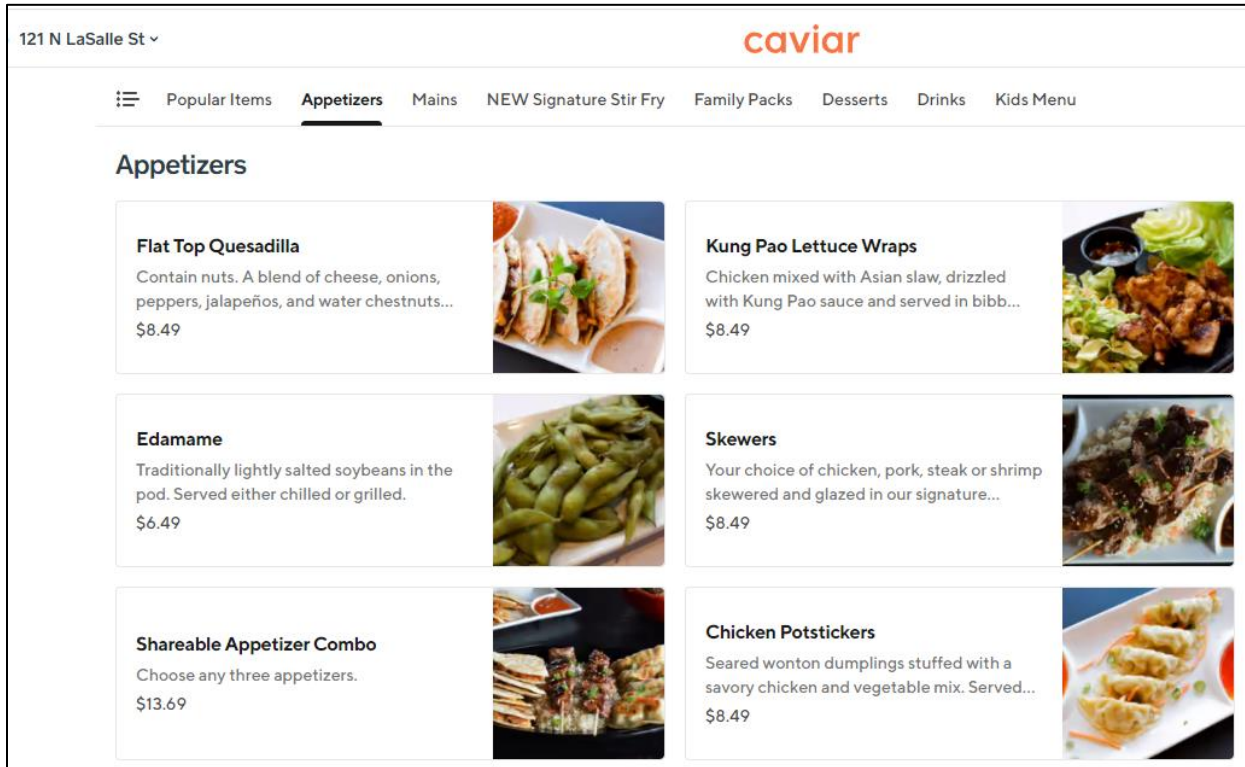 121 N LaSalle St
caviar
Popular Items Appetizers Mains NEW Signature Stir Fry Family Packs Desserts Drinks Kids Menu
Appetizers
Flat Top Quesadilla
Contain nuts. A blend of cheese, onions,
peppers, jalapeños, and water chestnuts...
$8.49
Kung Pao Lettuce Wraps
Chicken mixed with Asian slaw, drizzled
with Kung Pao sauce and served in bibb...
$8.49
Edamame
Traditionally lightly salted soybeans in the
pod. Served either chilled or grilled.
$6.49
Skewers
Your choice of chicken, pork, steak or shrimp
skewered and glazed in our signature...
$8.49
Shareable Appetizer Combo
Choose any three appetizers.
$13.69
Chicken Potstickers
Seared wonton dumplings stuffed with a
savory chicken and vegetable mix. Served...
$8.49